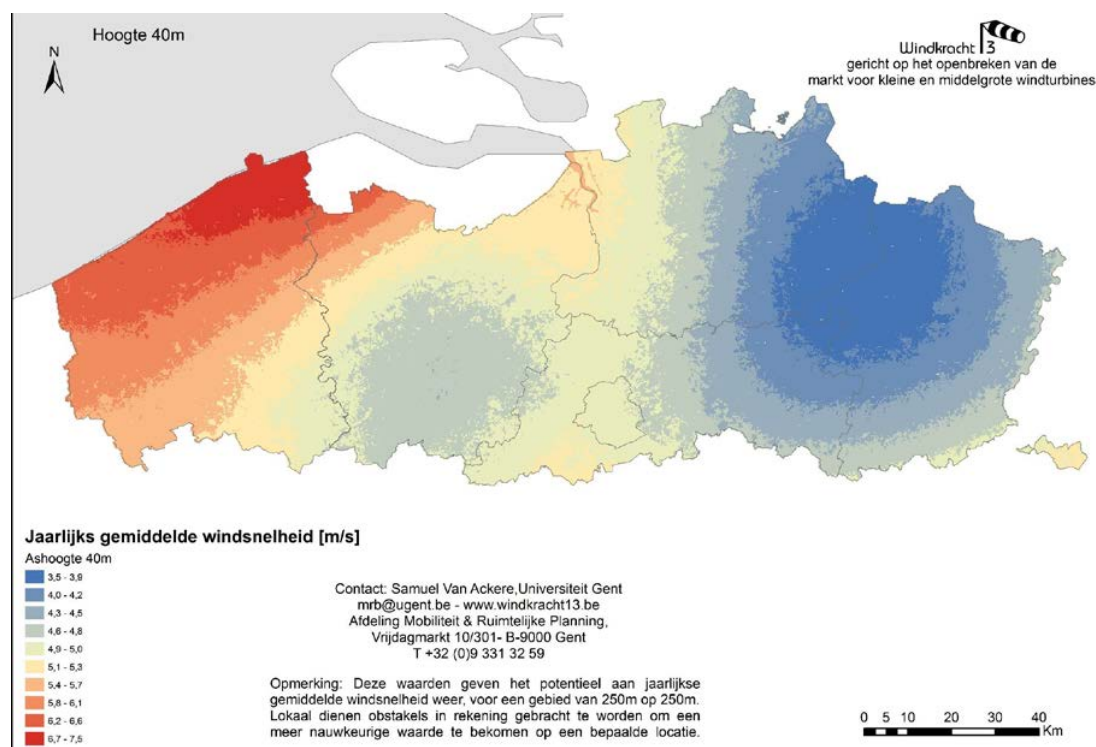 Hoogte 40m
N
Windkracht 13
gericht op het openbreken van de
markt voor kleine en middelgrote windturbines
Jaarlijks gemiddelde windsnelheid [m/s]
Ashoogte 40m
3,5 - 3,9
4,0 - 4,2
4,3 - 4,5
4,6 - 4,8
4,9 - 5,0
5,1 - 5,3
5,4 - 5,7
5,8 - 6,1
6,2 - 6,6
6,7 - 7,5
Contact: Samuel Van Ackere,Universiteit Gent
mrb@ugent.be - www.windkracht13.be
Afdeling Mobiliteit & Ruimtelijke Planning,
Vrijdagmarkt 10/301- B-9000 Gent
T +32 (0)9 331 32 59
Opmerking: Deze waarden geven het potentieel aan jaarlijkse
gemiddelde windsnelheid weer, voor een gebied van 250m op 250m.
Lokaal dienen obstakels in rekening gebracht te worden om een
meer nauwkeurige waarde te bekomen op een bepaalde locatie.
0 5 10 20 30 40
Km